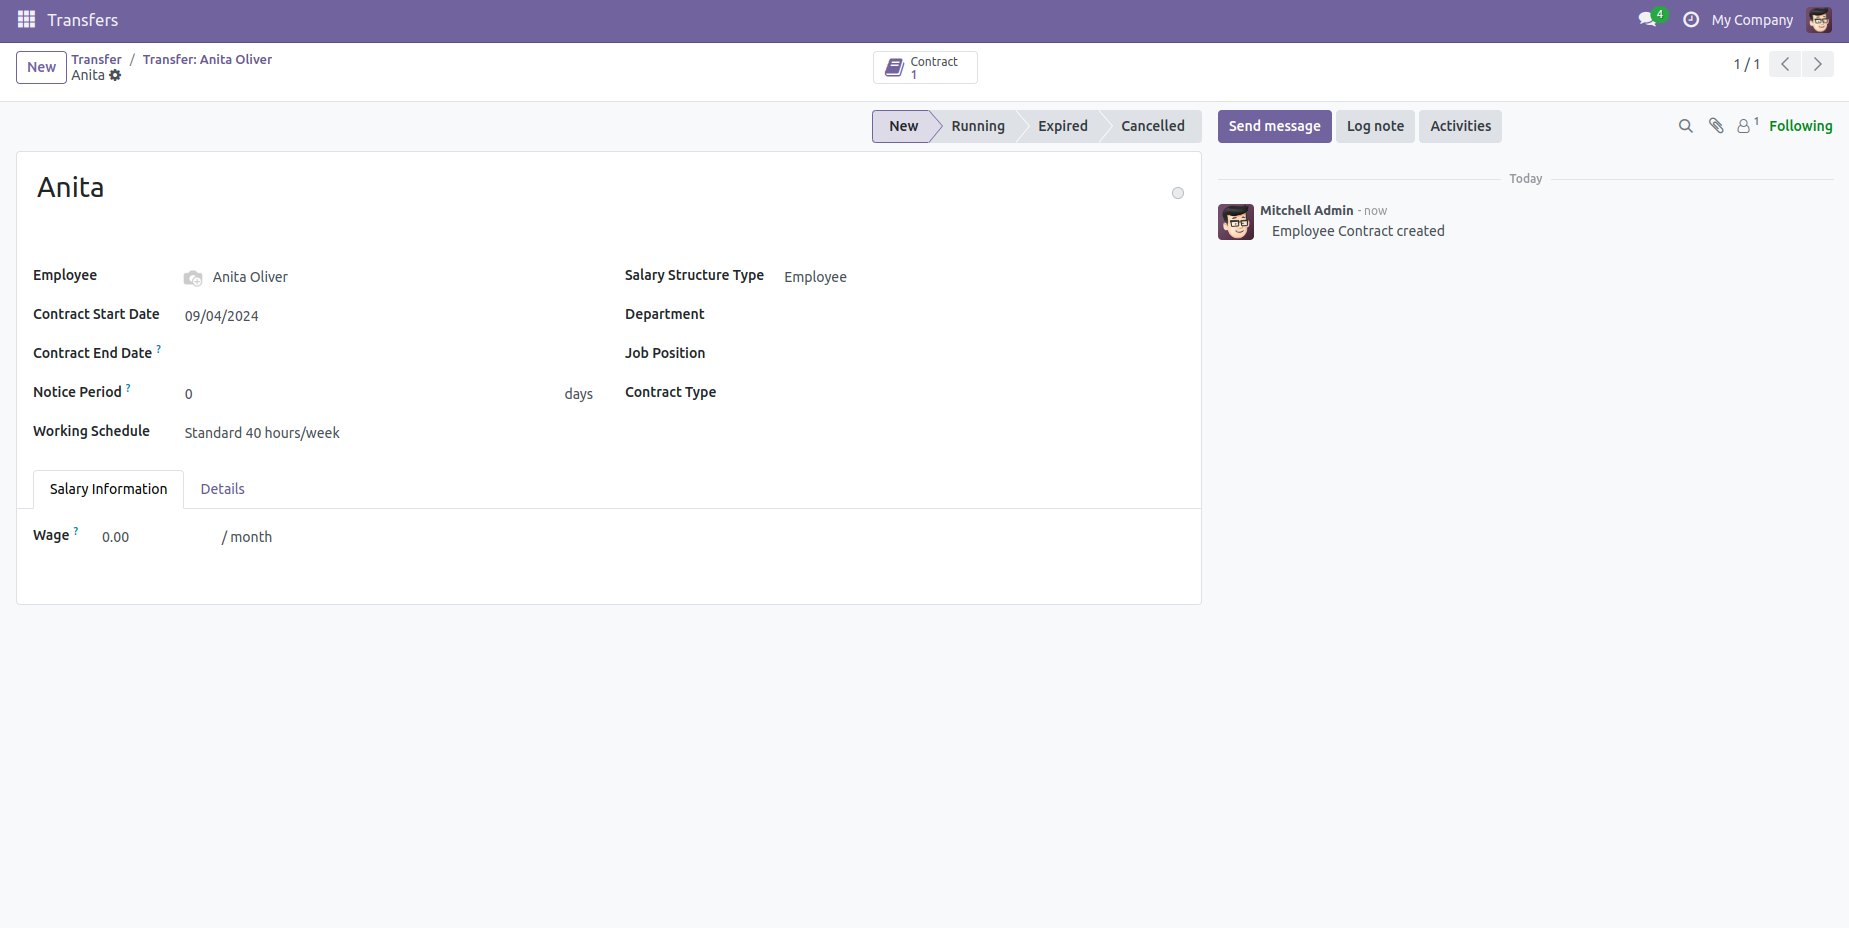 Transfers
4
My Company
New
Transfer / Transfer: Anita Oliver
Anita
Contract
1
1 / 1
New
Running
Expired
Cancelled
Send message
Log note
Activities
1
Following
Anita
Today
Mitchell Admin - now
Employee Contract created
Employee
Anita Oliver
Salary Structure Type
Employee
Contract Start Date
09/04/2024
Department
Contract End Date ?
Job Position
Notice Period ?
0
days
Contract Type
Working Schedule
Standard 40 hours/week
Salary Information
Details
Wage ?
0.00
/ month